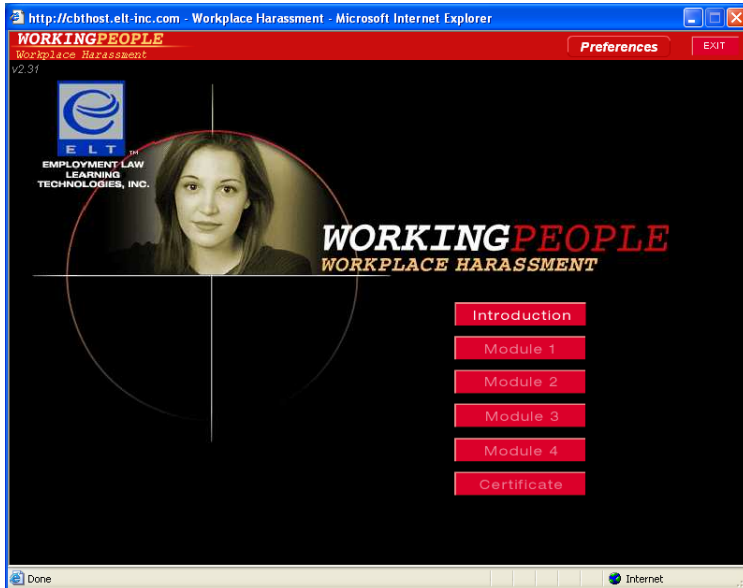 http://cbthost.elt-inc.com - Workplace Harassment - Microsoft Internet Explorer
WORKINGPEOPLE
Workplace Harassment
Preferences
EXIT
v2.31
e
E L T TM
EMPLOYMENT LAW
LEARNING
TECHNOLOGIES, INC.
WORKINGPEOPLE
WORKPLACE HARASSMENT
Introduction
Module 1
Module 2
Module 3
Module 4
Certificate
Done
Internet